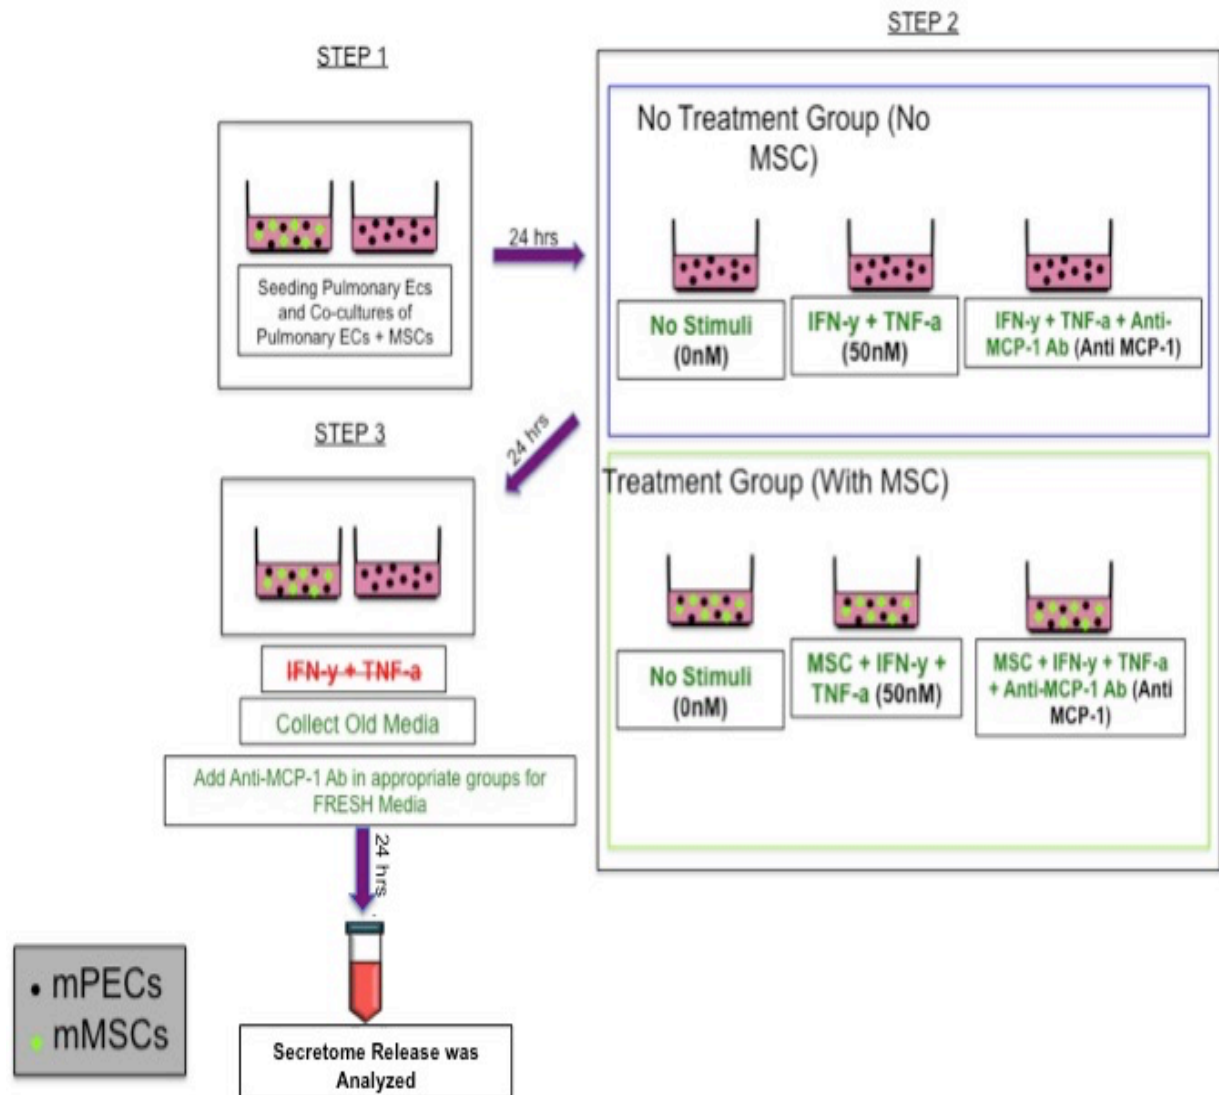 STEP 1
Seeding Pulmonary Ecs
and Co-cultures of
Pulmonary ECs + MSCs
24 hrs
STEP 2
No Treatment Group (No
MSC)
No Stimuli
(0nM)
IFN-y + TNF-a
(50nM)
IFN-y + TNF-a + Anti-
MCP-1 Ab (Anti MCP-1)
Treatment Group (With MSC)
No Stimuli
(0nM)
MSC + IFN-y +
TNF-a (50nM)
MSC + IFN-y + TNF-a
+ Anti-MCP-1 Ab (Anti
MCP-1)
24 hrs
STEP 3
IFN-y + TNF-a
Collect Old Media
Add Anti-MCP-1 Ab in appropriate groups for
FRESH Media
24 hrs .
Secretome Release was
Analyzed
mPECs
mMSCs